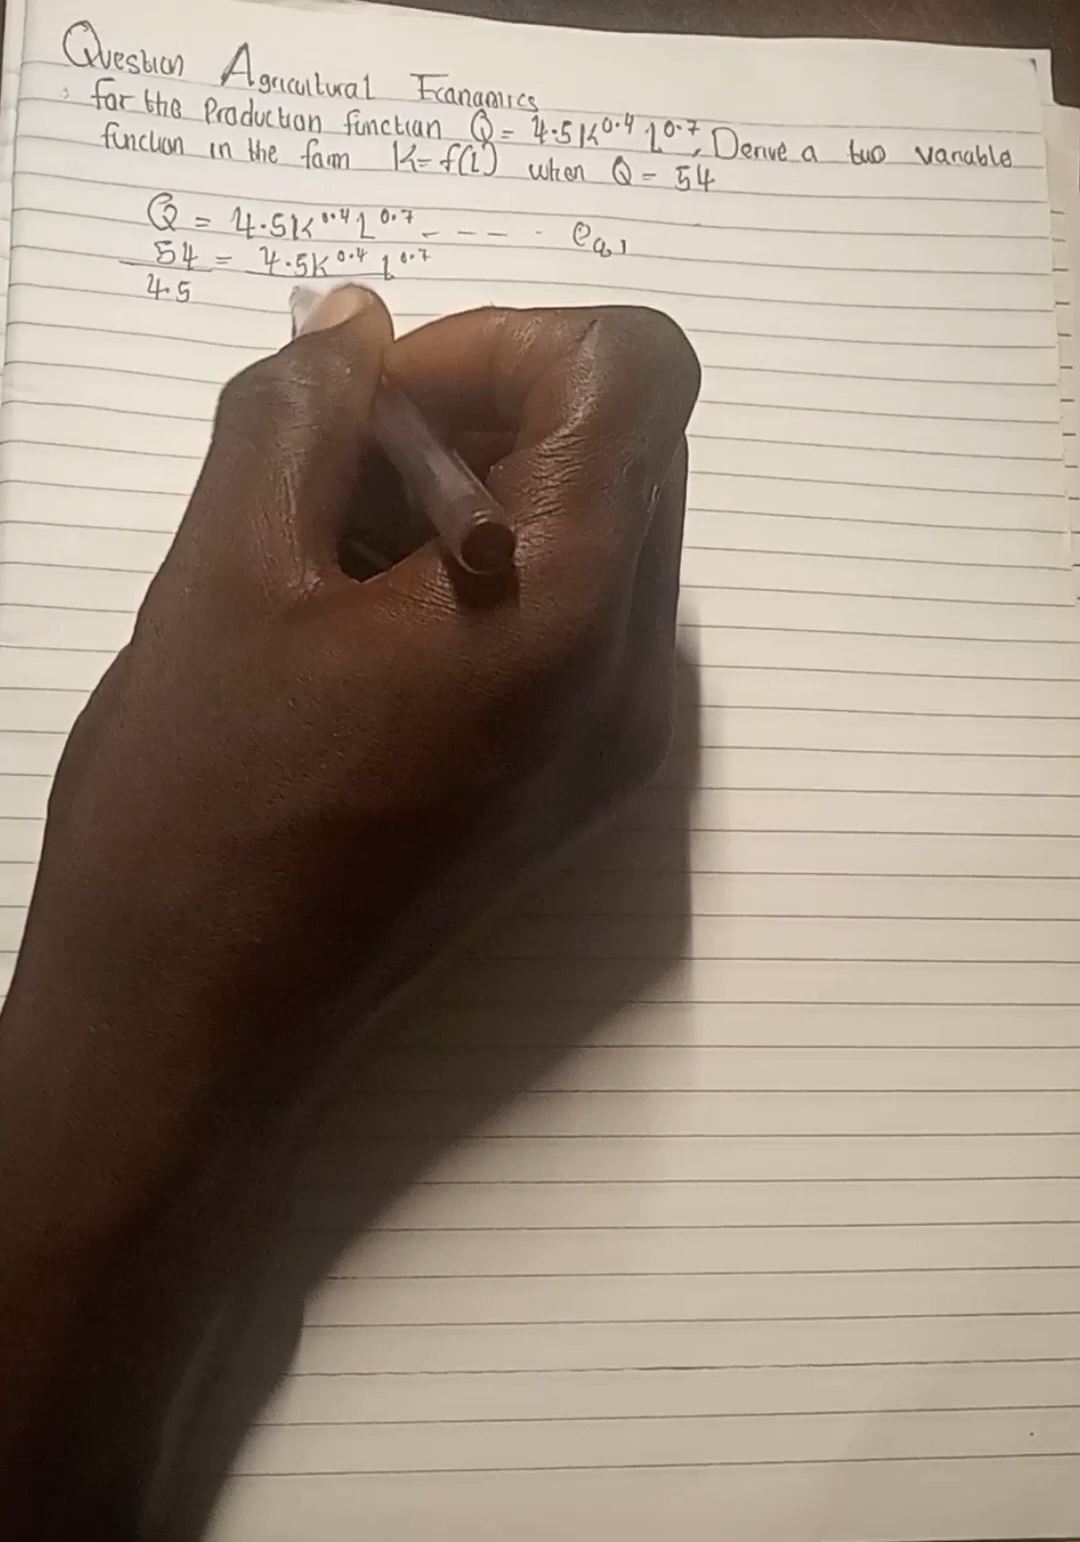 Question Agricultural Economics
for the Production function Q = 4.5K^0.4 L^0.7, Derive a two variable
function in the form K = f(L) when Q = 54
Q = 4.5K^0.4 L^0.7 - - - - eq1
54 = 4.5K^0.4 L^0.7
4.5